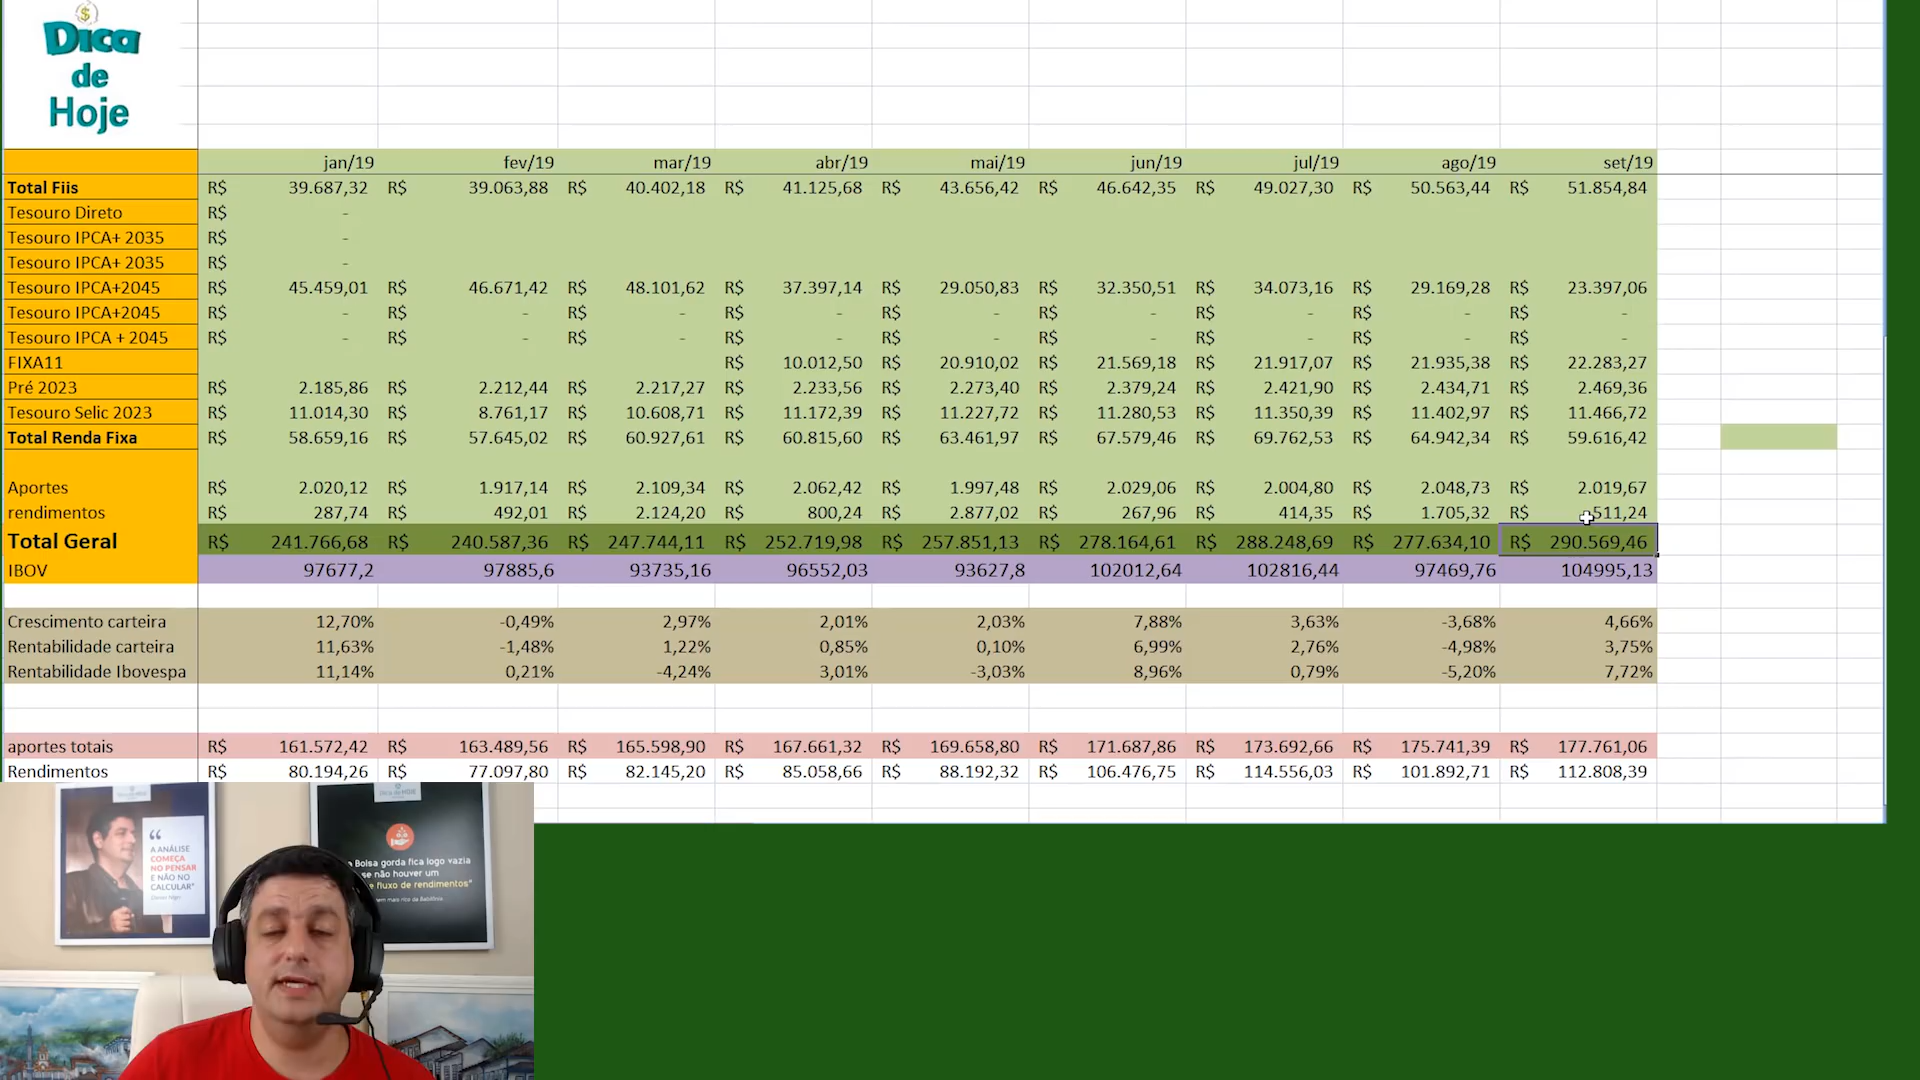 Dica
de
Hoje
jan/19 fev/19 mar/19 abr/19 mai/19 jun/19 jul/19 ago/19 set/19
Total Fiis R$ 39.687,32 R$ 39.063,88 R$ 40.402,18 R$ 41.125,68 R$ 43.656,42 R$ 46.642,35 R$ 49.027,30 R$ 50.563,44 R$ 51.854,84
Tesouro Direto R$ -
Tesouro IPCA+ 2035 R$ -
Tesouro IPCA+ 2035 R$ -
Tesouro IPCA+2045 R$ 45.459,01 R$ 46.671,42 R$ 48.101,62 R$ 37.397,14 R$ 29.050,83 R$ 32.350,51 R$ 34.073,16 R$ 29.169,28 R$ 23.397,06
Tesouro IPCA+2045 R$ - R$ - R$ - R$ - R$ - R$ - R$ - R$ - R$ -
Tesouro IPCA + 2045 R$ - R$ - R$ - R$ - R$ - R$ - R$ - R$ - R$ -
FIXA11 R$ 10.012,50 R$ 20.910,02 R$ 21.569,18 R$ 21.917,07 R$ 21.935,38 R$ 22.283,27
Pré 2023 R$ 2.185,86 R$ 2.212,44 R$ 2.217,27 R$ 2.233,56 R$ 2.273,40 R$ 2.379,24 R$ 2.421,90 R$ 2.434,71 R$ 2.469,36
Tesouro Selic 2023 R$ 11.014,30 R$ 8.761,17 R$ 10.608,71 R$ 11.172,39 R$ 11.227,72 R$ 11.280,53 R$ 11.350,39 R$ 11.402,97 R$ 11.466,72
Total Renda Fixa R$ 58.659,16 R$ 57.645,02 R$ 60.927,61 R$ 60.815,60 R$ 63.461,97 R$ 67.579,46 R$ 69.762,53 R$ 64.942,34 R$ 59.616,42
Aportes R$ 2.020,12 R$ 1.917,14 R$ 2.109,34 R$ 2.062,42 R$ 1.997,48 R$ 2.029,06 R$ 2.004,80 R$ 2.048,73 R$ 2.019,67
rendimentos R$ 287,74 R$ 492,01 R$ 2.124,20 R$ 800,24 R$ 2.877,02 R$ 267,96 R$ 414,35 R$ 1.705,32 R$ 511,24
Total Geral R$ 241.766,68 R$ 240.587,36 R$ 247.744,11 R$ 252.719,98 R$ 257.851,13 R$ 278.164,61 R$ 288.248,69 R$ 277.634,10 R$ 290.569,46
IBOV 97677,2 97885,6 93735,16 96552,03 93627,8 102012,64 102816,44 97469,76 104995,13
Crescimento carteira 12,70% -0,49% 2,97% 2,01% 2,03% 7,88% 3,63% -3,68% 4,66%
Rentabilidade carteira 11,63% -1,48% 1,22% 0,85% 0,10% 6,99% 2,76% -4,98% 3,75%
Rentabilidade Ibovespa 11,14% 0,21% -4,24% 3,01% -3,03% 8,96% 0,79% -5,20% 7,72%
aportes totais R$ 161.572,42 R$ 163.489,56 R$ 165.598,90 R$ 167.661,32 R$ 169.658,80 R$ 171.687,86 R$ 173.692,66 R$ 175.741,39 R$ 177.761,06
Rendimentos R$ 80.194,26 R$ 77.097,80 R$ 82.145,20 R$ 85.058,66 R$ 88.192,32 R$ 106.476,75 R$ 114.556,03 R$ 101.892,71 R$ 112.808,39
“
A ANÁLISE
COMEÇA
NO PENSAR
E NÃO NO
CALCULAR”
Bolsa gorda fica logo vazia
se não houver um
e fluxo de rendimentos”